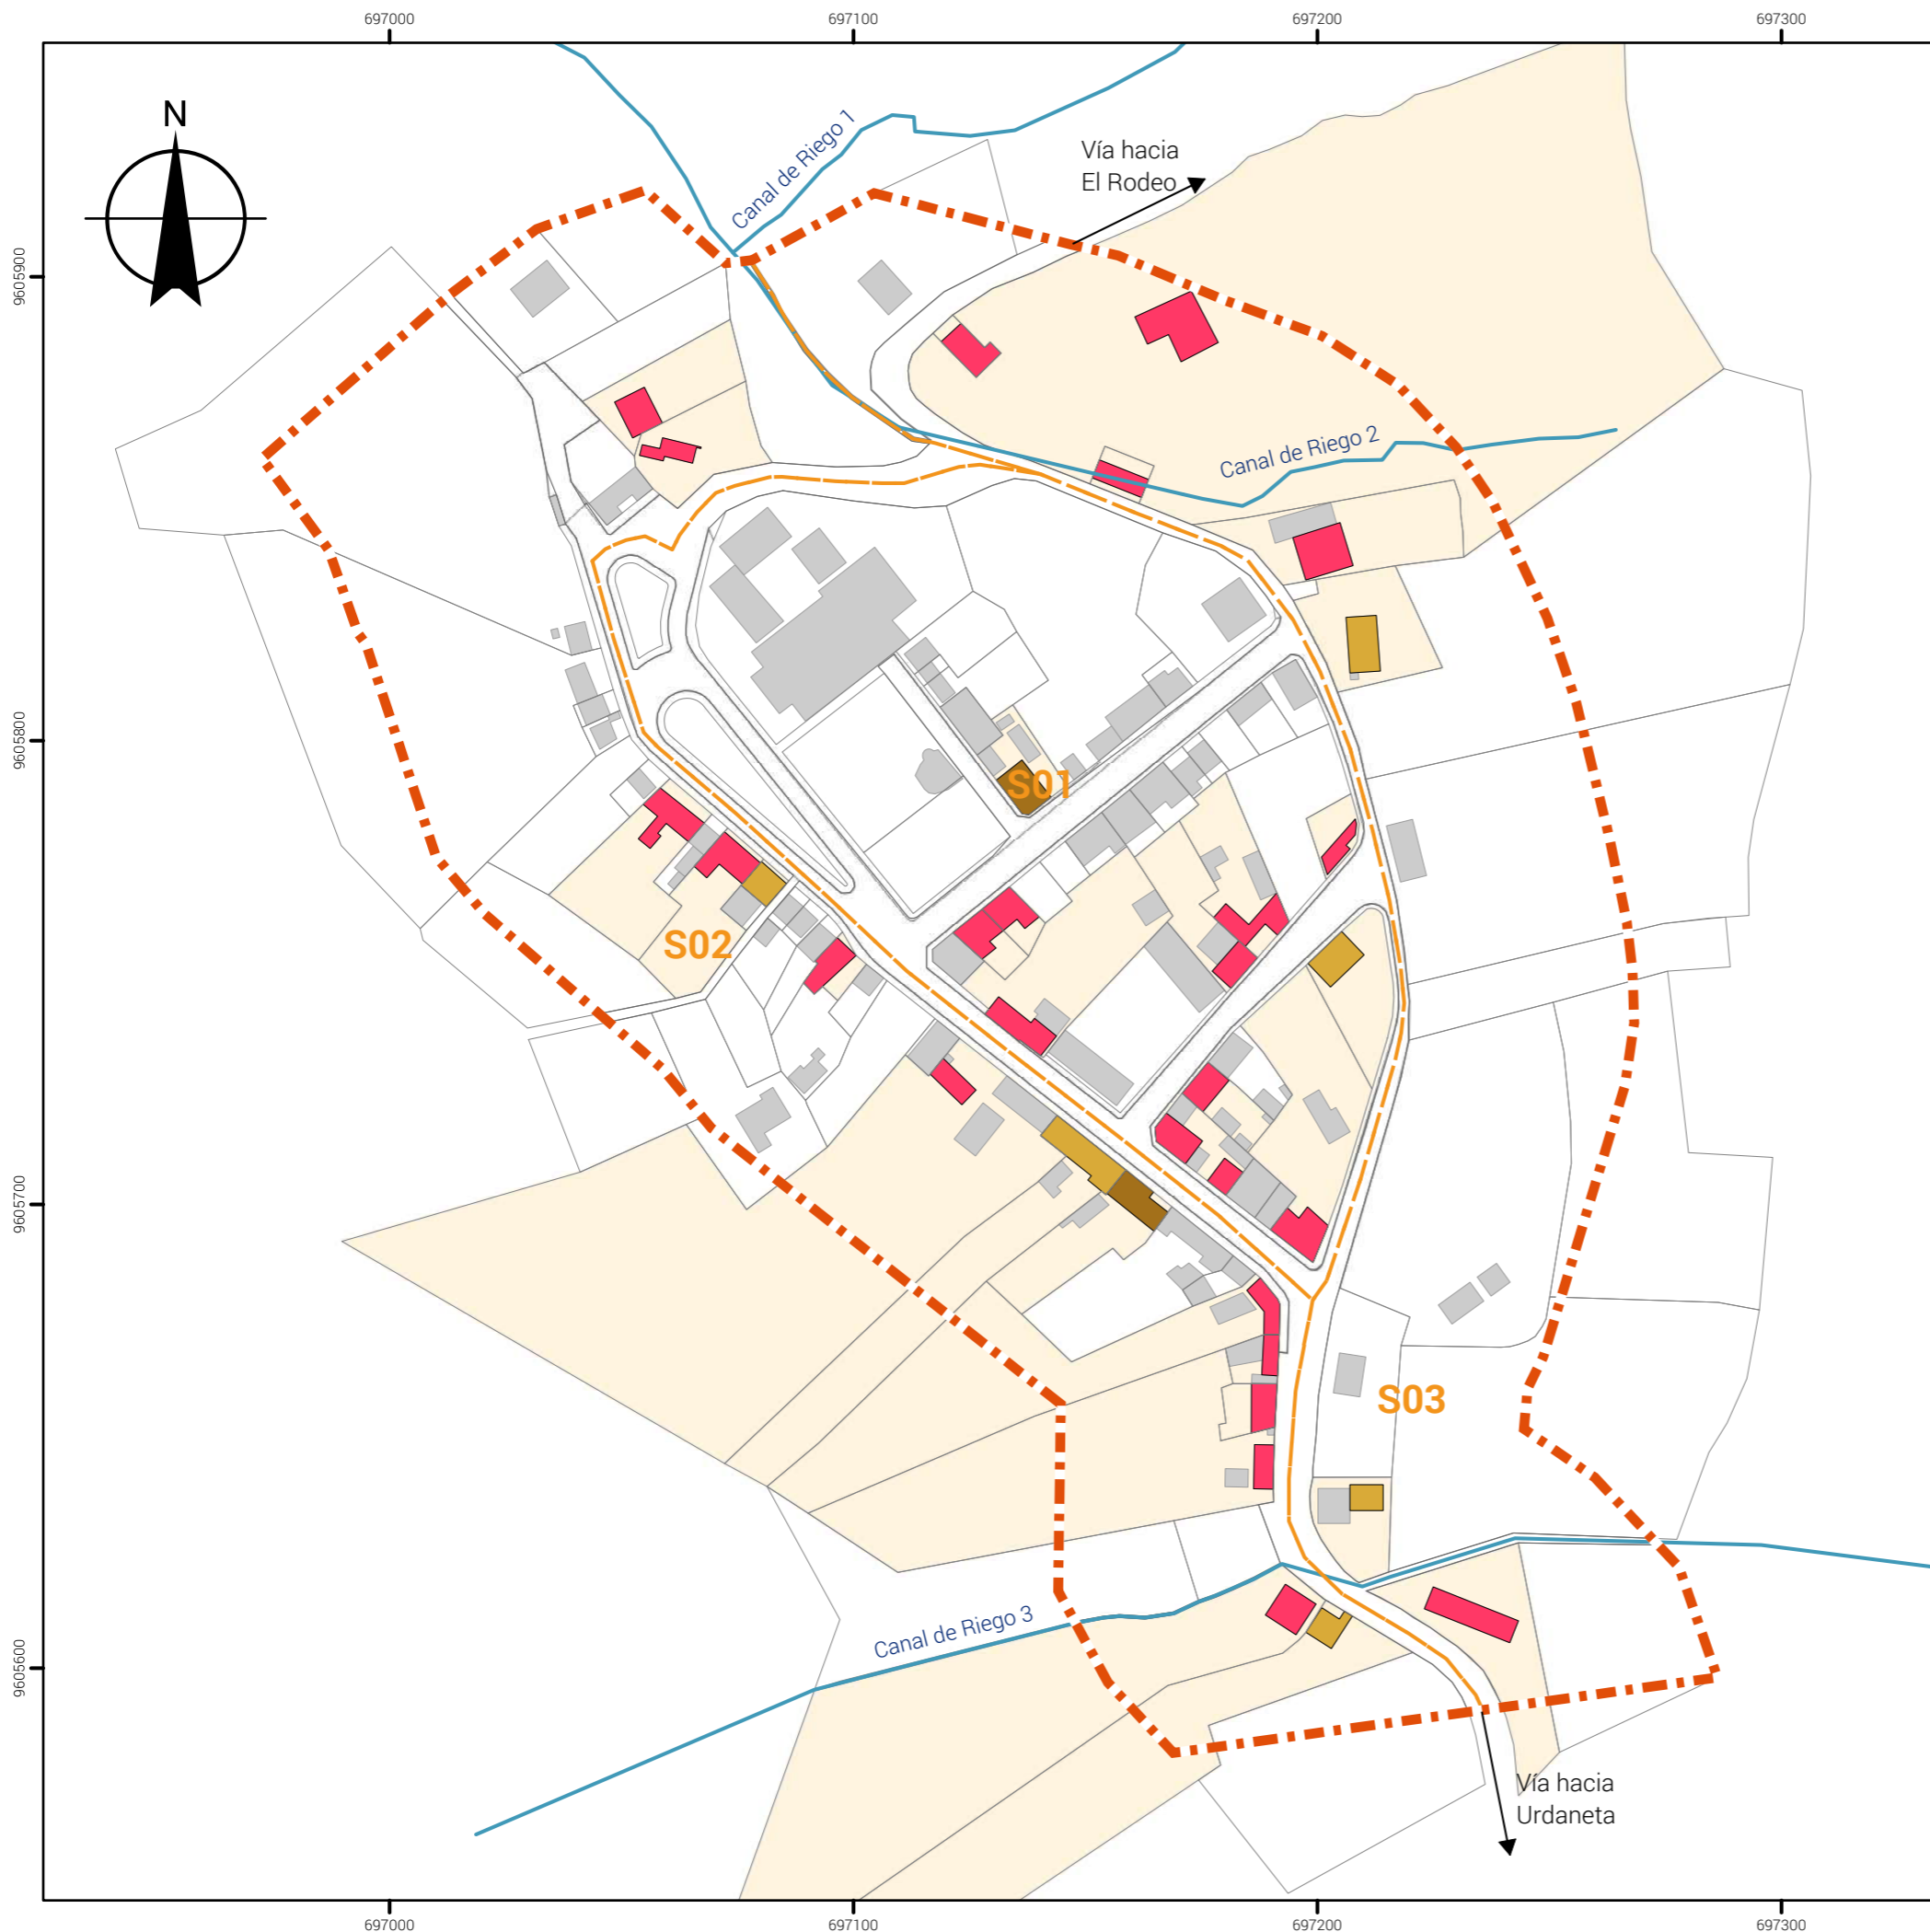 697000
697100
697200
697300
N
Canal de Riego 1
Vía hacia
El Rodeo
9605900
Canal de Riego 2
9605800
S01
S02
9605700
S03
Canal de Riego 3
9605600
Vía hacia
Urdaneta
697000
697100
697200
697300